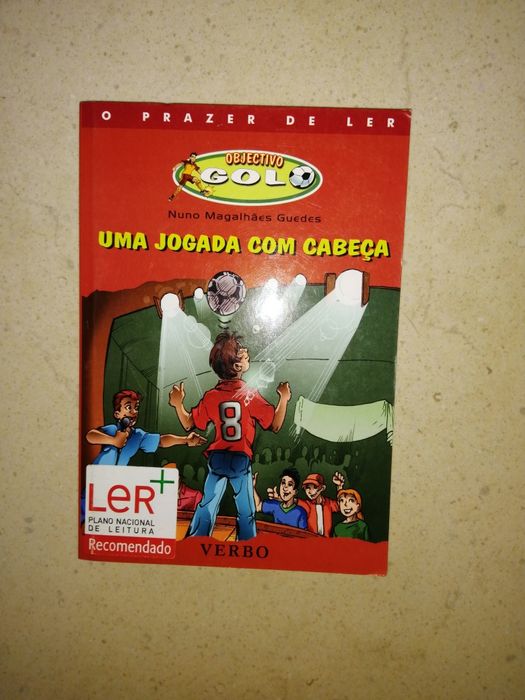 O PRAZER DE LER
OBJECTIVO
GOLO
Nuno Magalhães Guedes
UMA JOGADA COM CABEÇA
8
LeR+
PLANO NACIONAL
DE LEITURA
Recomendado
VERBO